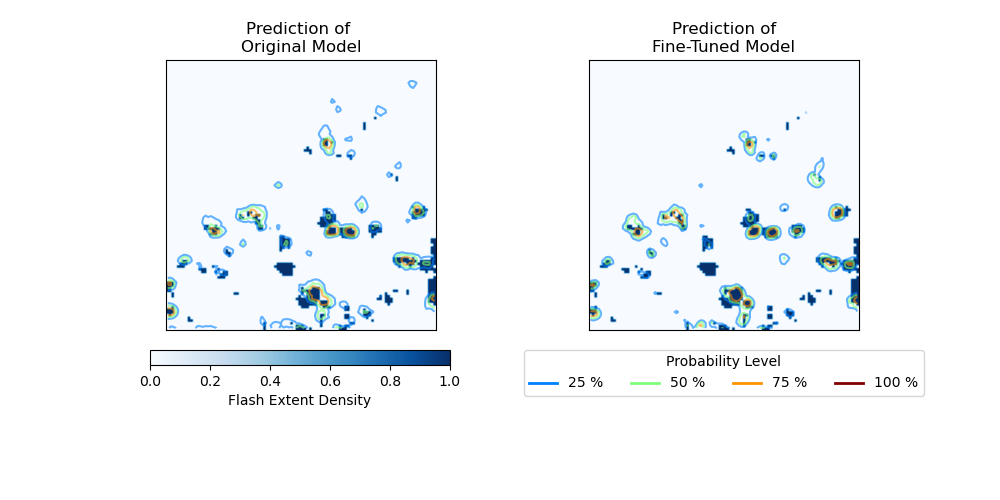 Prediction of
Original Model
Prediction of
Fine-Tuned Model
0.0 0.2 0.4 0.6 0.8 1.0
Flash Extent Density
Probability Level
25 % 50 % 75 % 100 %